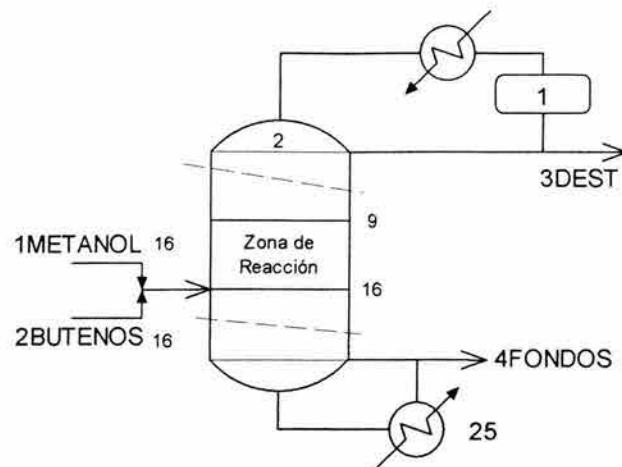 1
2
3DEST
9
Zona de
Reacción
1METANOL 16
16
2BUTENOS 16
4FONDOS
25